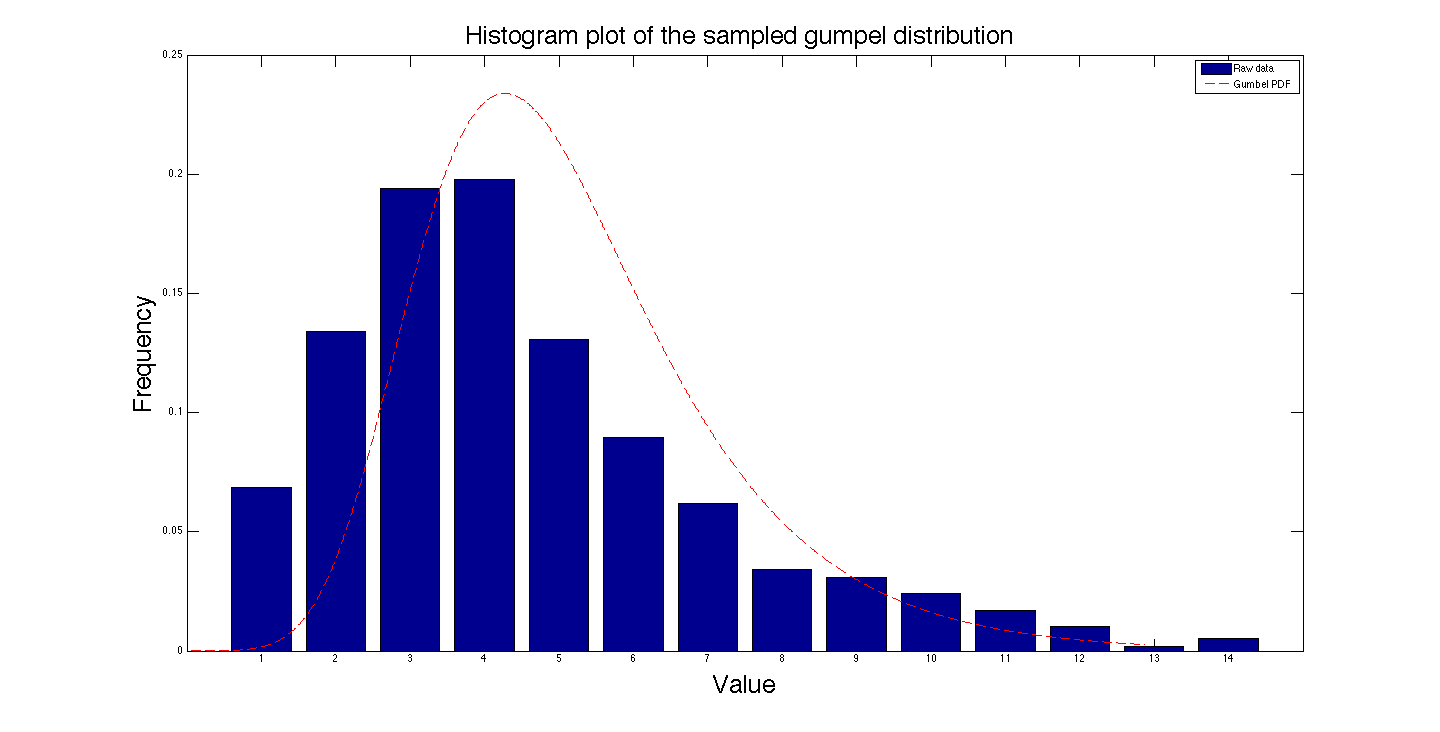 Histogram plot of the sampled gumpel distribution
Raw data
Gumbel PDF
0.25
0.2
0.15
0.1
0.05
0
Frequency
1 2 3 4 5 6 7 8 9 10 11 12 13 14
Value